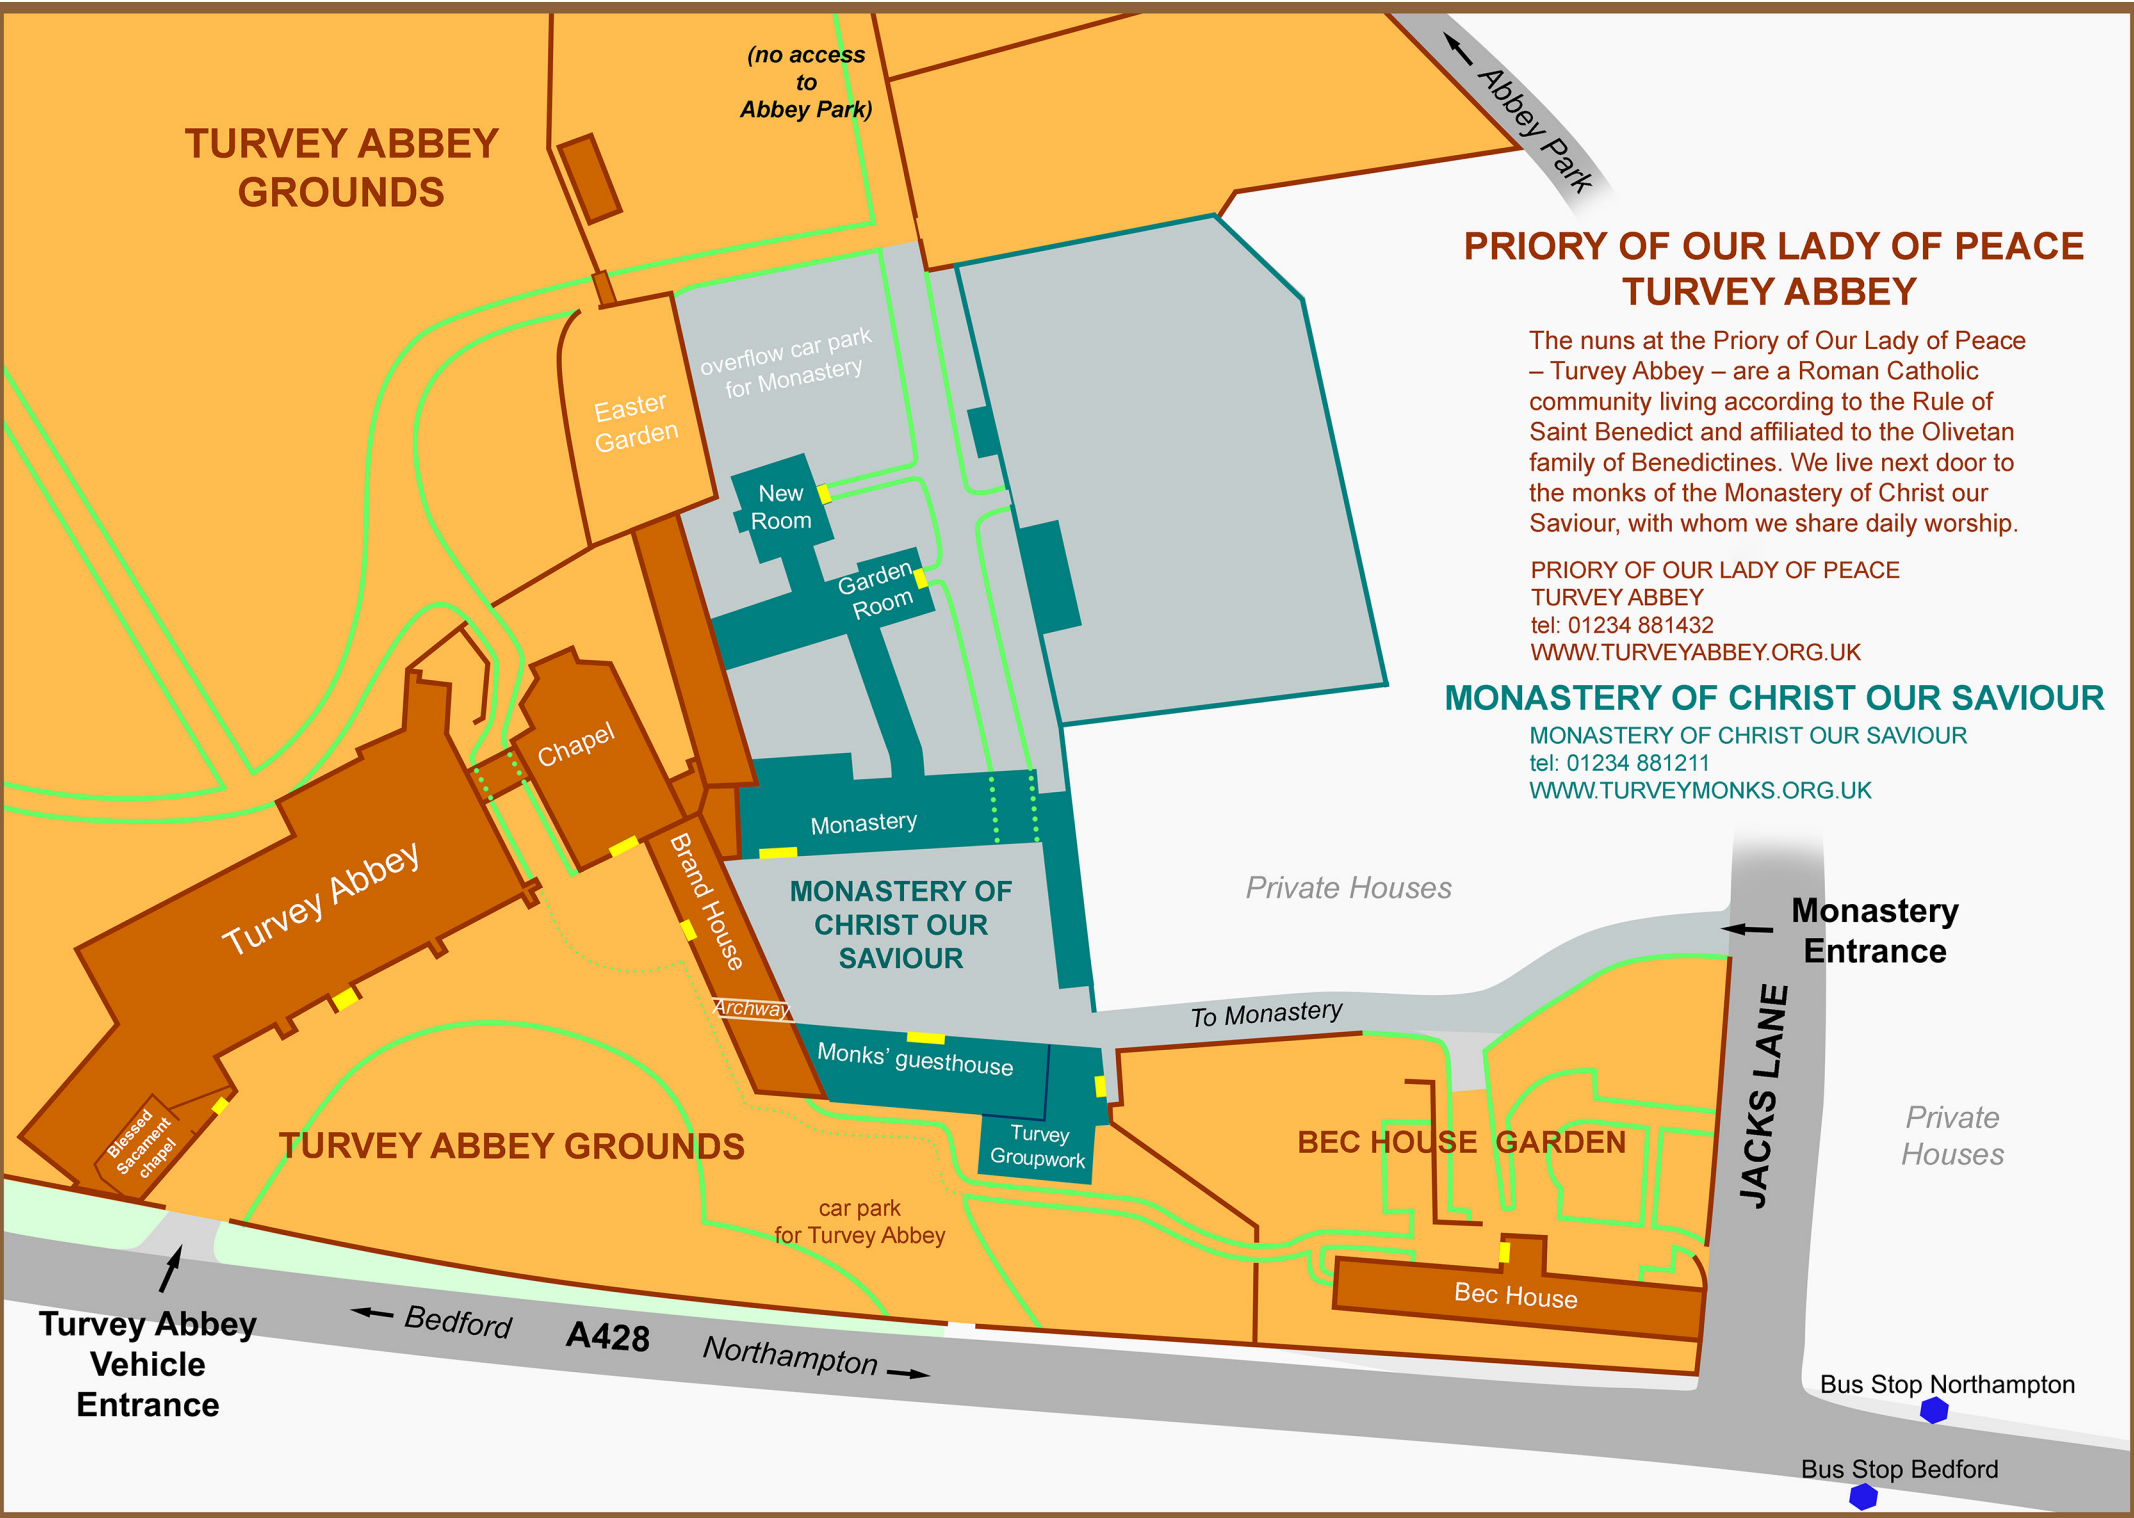 (no access
to
Abbey Park)
TURVEY ABBEY
GROUNDS
Abbey Park
PRIORY OF OUR LADY OF PEACE
TURVEY ABBEY
The nuns at the Priory of Our Lady of Peace
– Turvey Abbey – are a Roman Catholic
community living according to the Rule of
Saint Benedict and affiliated to the Olivetan
family of Benedictines. We live next door to
the monks of the Monastery of Christ our
Saviour, with whom we share daily worship.
PRIORY OF OUR LADY OF PEACE
TURVEY ABBEY
tel: 01234 881432
WWW.TURVEYABBEY.ORG.UK
MONASTERY OF CHRIST OUR SAVIOUR
MONASTERY OF CHRIST OUR SAVIOUR
tel: 01234 881211
WWW.TURVEYMONKS.ORG.UK
overflow car park
for Monastery
Easter
Garden
New
Room
Garden
Room
Chapel
Monastery
Turvey Abbey
Brand House
MONASTERY OF
CHRIST OUR
SAVIOUR
Private Houses
Monastery
Entrance
Archway
To Monastery
Monks’ guesthouse
JACKS LANE
Private
Houses
Blessed
Sacament
chapel
TURVEY ABBEY GROUNDS
Turvey
Groupwork
BEC HOUSE GARDEN
car park
for Turvey Abbey
Bec House
Turvey Abbey
Vehicle
Entrance
Bedford
A428
Northampton
Bus Stop Northampton
Bus Stop Bedford